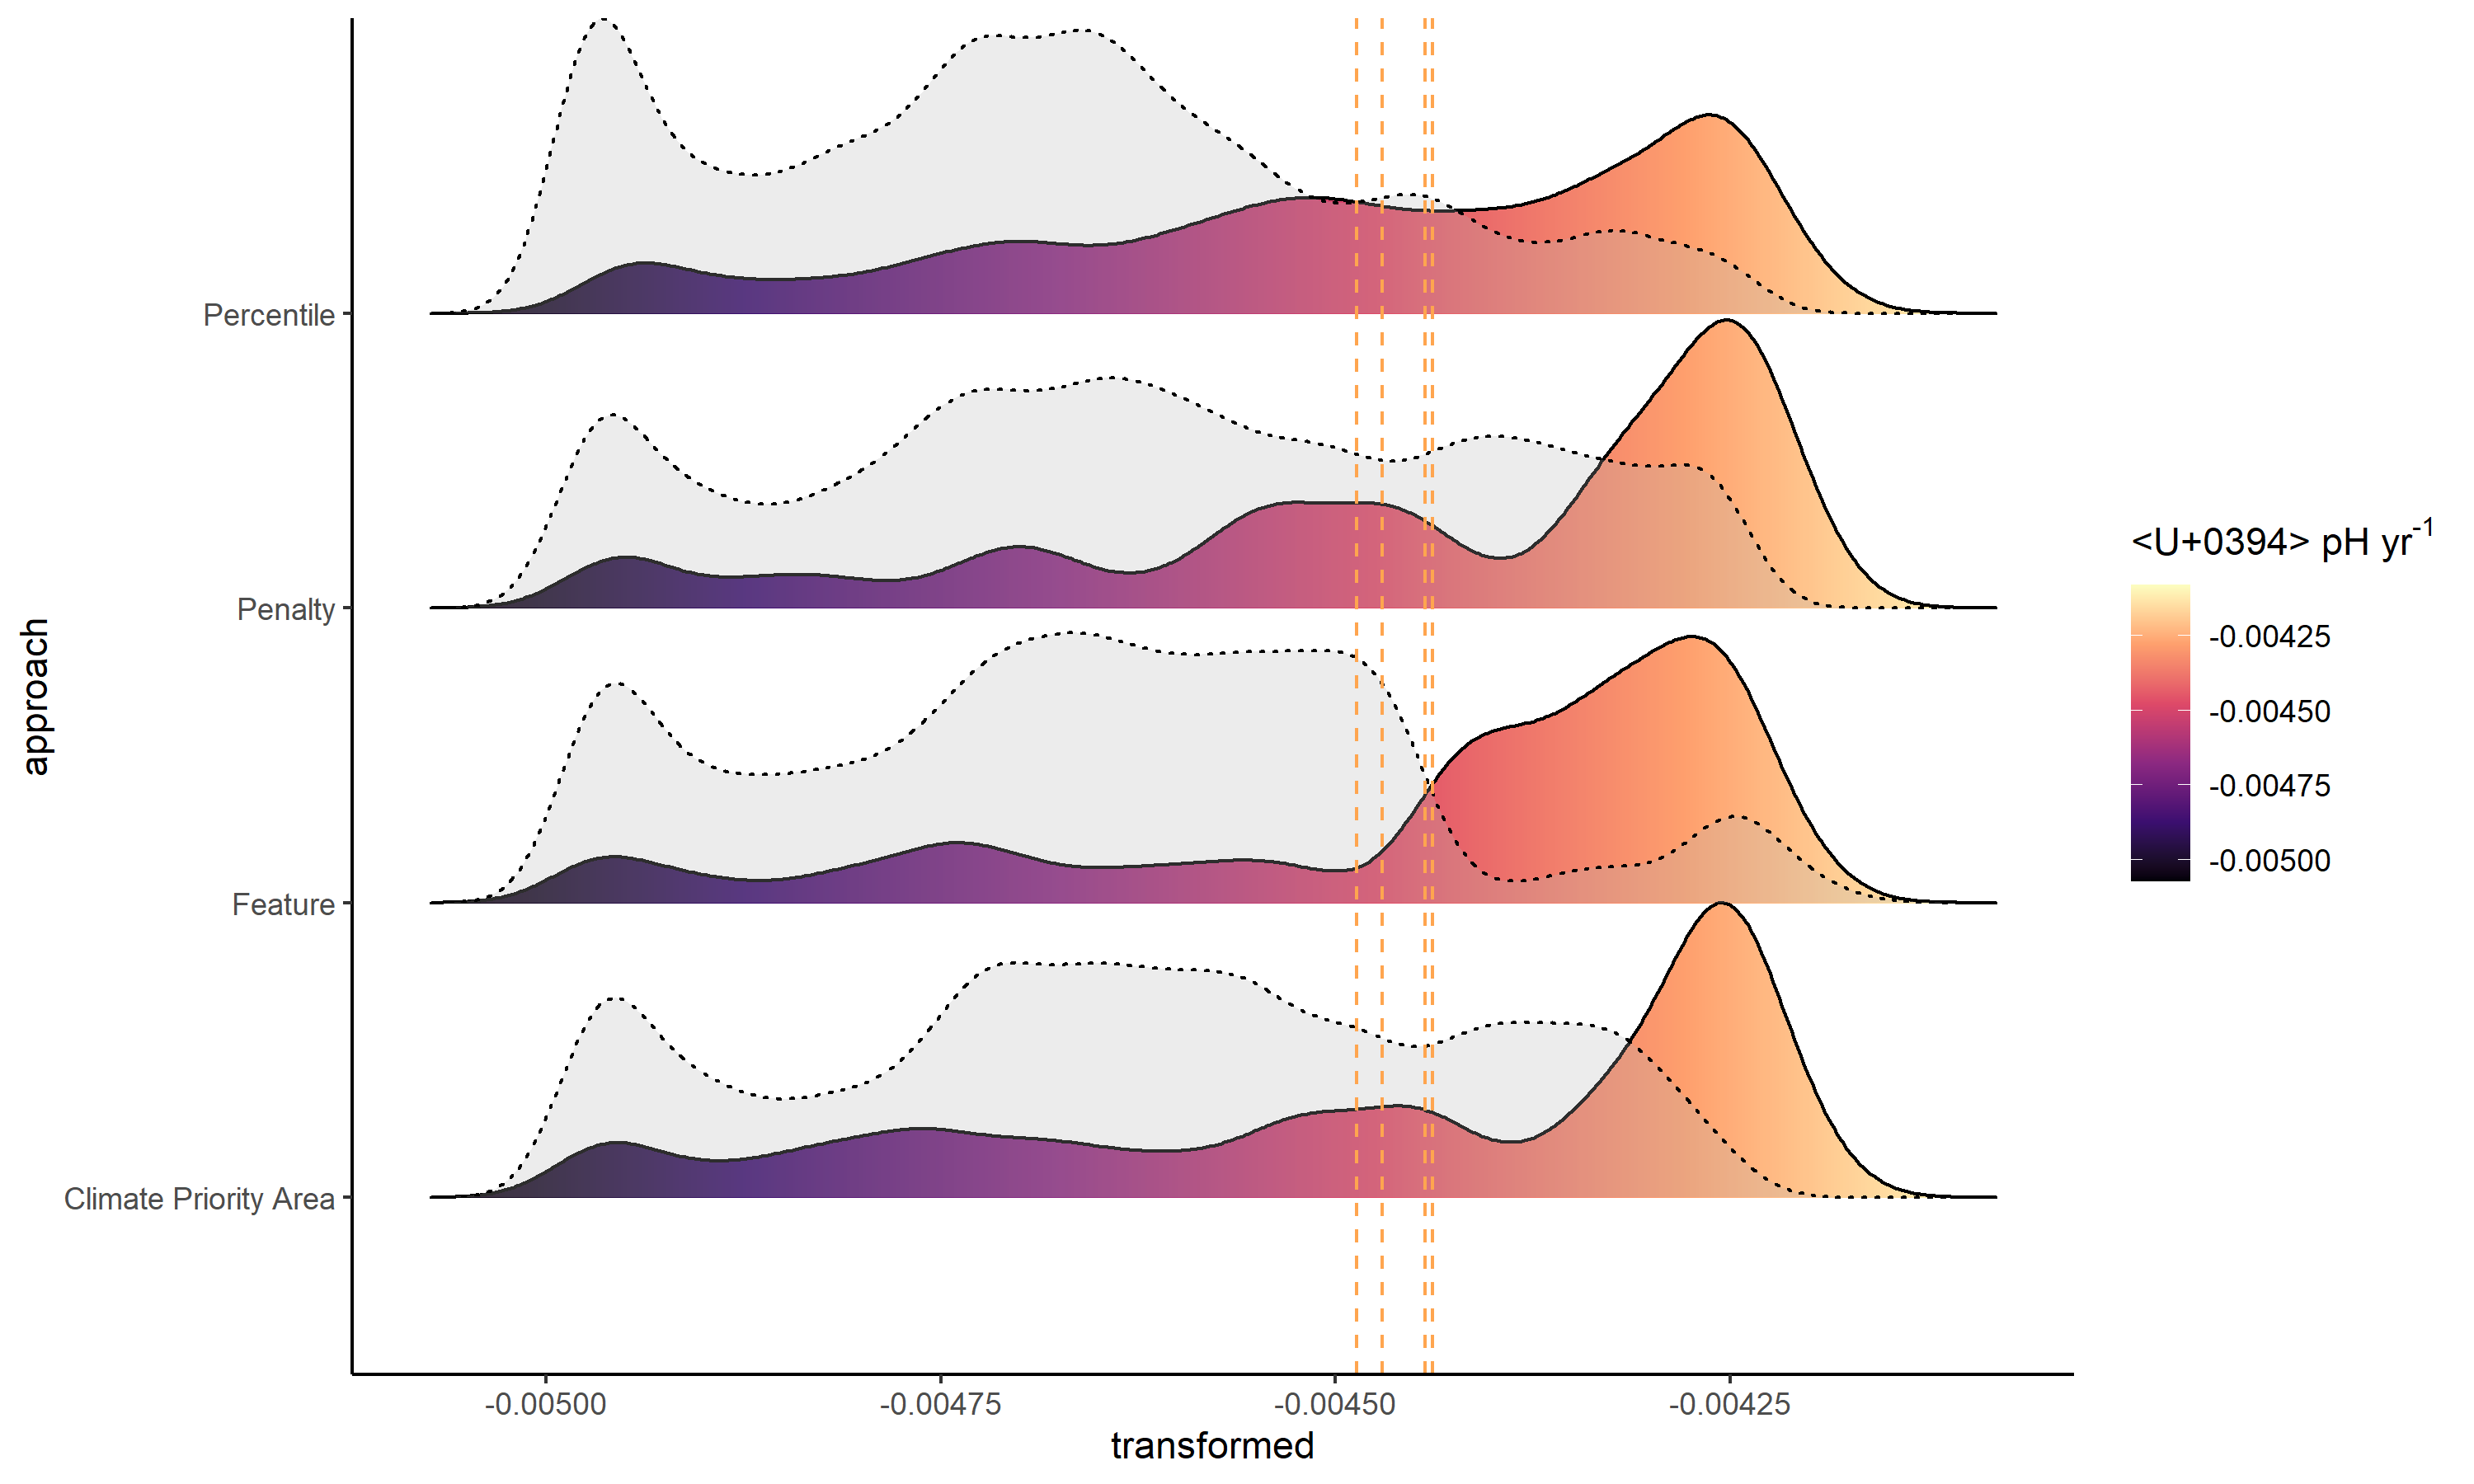 approach
Percentile
Penalty
Feature
Climate Priority Area
-0.00500
-0.00475
-0.00450
-0.00425
transformed
<U+0394> pH yr-1
-0.00425
-0.00450
-0.00475
-0.00500